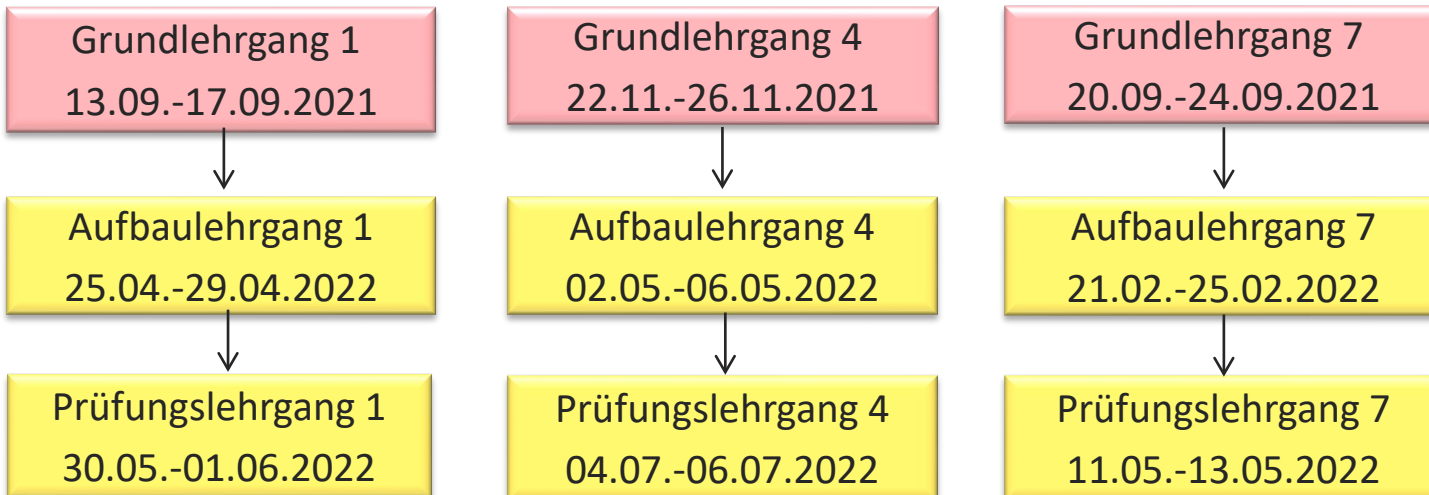 Grundlehrgang 1
13.09.-17.09.2021
Aufbaulehrgang 1
25.04.-29.04.2022
Prüfungslehrgang 1
30.05.-01.06.2022
Grundlehrgang 4
22.11.-26.11.2021
Aufbaulehrgang 4
02.05.-06.05.2022
Prüfungslehrgang 4
04.07.-06.07.2022
Grundlehrgang 7
20.09.-24.09.2021
Aufbaulehrgang 7
21.02.-25.02.2022
Prüfungslehrgang 7
11.05.-13.05.2022